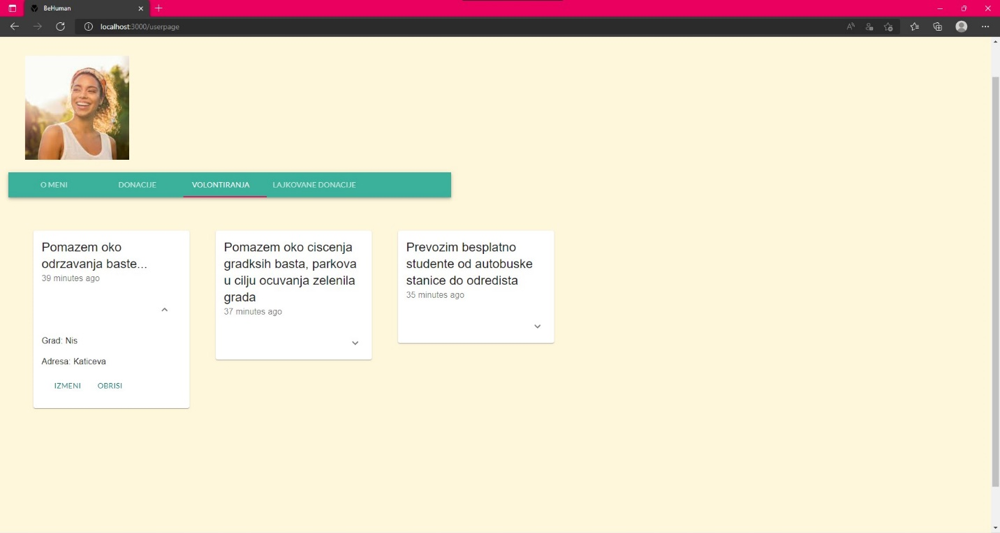 BeHuman
localhost:3000/userpage
O MENI
DONACIJE
VOLONTIRANJA
LAJKOVANE DONACIJE
Pomazem oko
odrzavanja baste...
39 minutes ago
Grad: Nis
Adresa: Katiceva
IZMENI
OBRISI
Pomazem oko ciscenja
gradksih basta, parkova
u cilju ocuvanja zelenila
grada
37 minutes ago
Prevozim besplatno
studente od autobuske
stanice do odredista
35 minutes ago